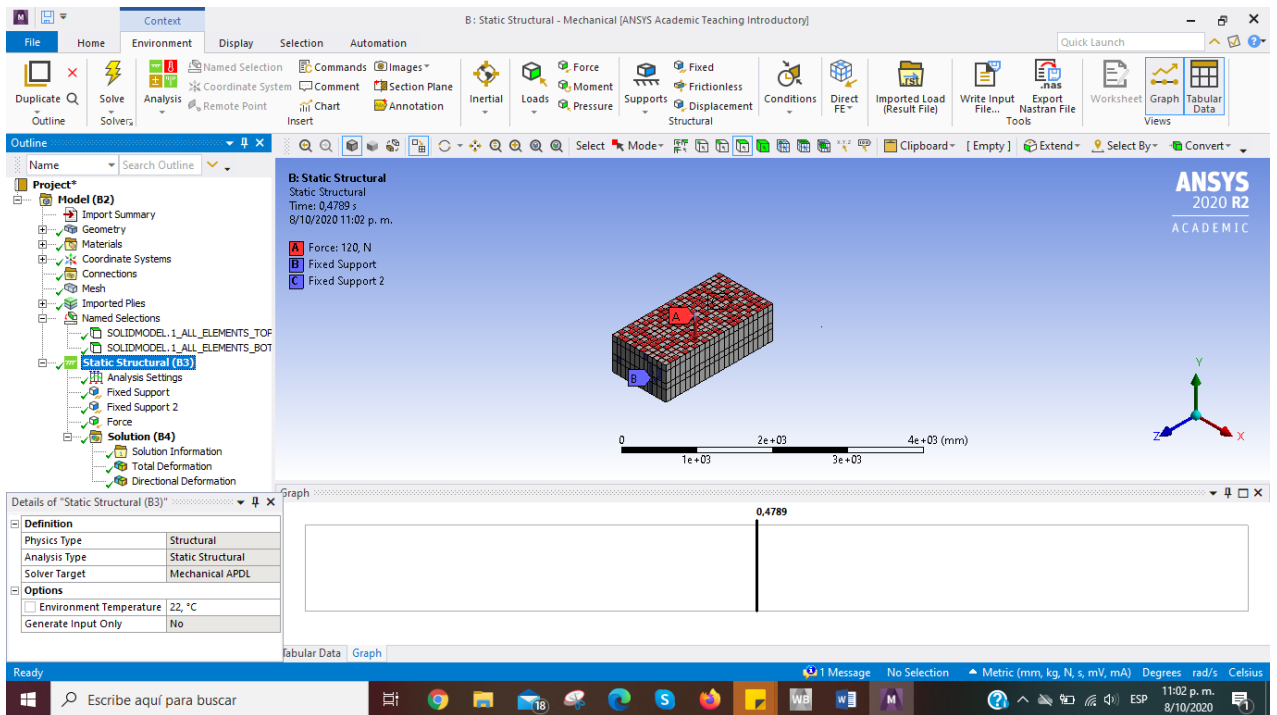 Context
B : Static Structural - Mechanical [ANSYS Academic Teaching Introductory]
File Home Environment Display Selection Automation
Quick Launch
Duplicate
Outline
Solve
Solvers
Analysis
Named Selection
Coordinate System
Remote Point
Commands
Comment
Chart
Images
Section Plane
Annotation
Insert
Inertial
Loads
Force
Moment
Pressure
Supports
Fixed
Frictionless
Displacement
Structural
Conditions
Direct
FE
Imported Load
(Result File)
Write Input
File...
.nas
Export
Nastran File
Tools
Worksheet
Graph
Tabular
Data
Views
Outline
Select Mode Clipboard [ Empty ] Extend Select By Convert
Name Search Outline
Project*
Model (B2)
Import Summary
Geometry
Materials
Coordinate Systems
Connections
Mesh
Imported Plies
Named Selections
SOLIDMODEL.1_ALL_ELEMENTS_TOP
SOLIDMODEL.1_ALL_ELEMENTS_BOT
Static Structural (B3)
Analysis Settings
Fixed Support
Fixed Support 2
Force
Solution (B4)
Solution Information
Total Deformation
Directional Deformation
B: Static Structural
Static Structural
Time: 0,4789 s
8/10/2020 11:02 p. m.
A Force: 120, N
B Fixed Support
C Fixed Support 2
ANSYS
2020 R2
ACADEMIC
A
B
Y
Z X
0 2e+03 4e+03 (mm)
1e+03 3e+03
Details of "Static Structural (B3)"
Definition
Physics Type Structural
Analysis Type Static Structural
Solver Target Mechanical APDL
Options
Environment Temperature 22, °C
Generate Input Only No
Graph
0,4789
Tabular Data Graph
Ready 1 Message No Selection Metric (mm, kg, N, s, mV, mA) Degrees rad/s Celsius
Escribe aquí para buscar
18
WB
ESP
11:02 p. m.
8/10/2020